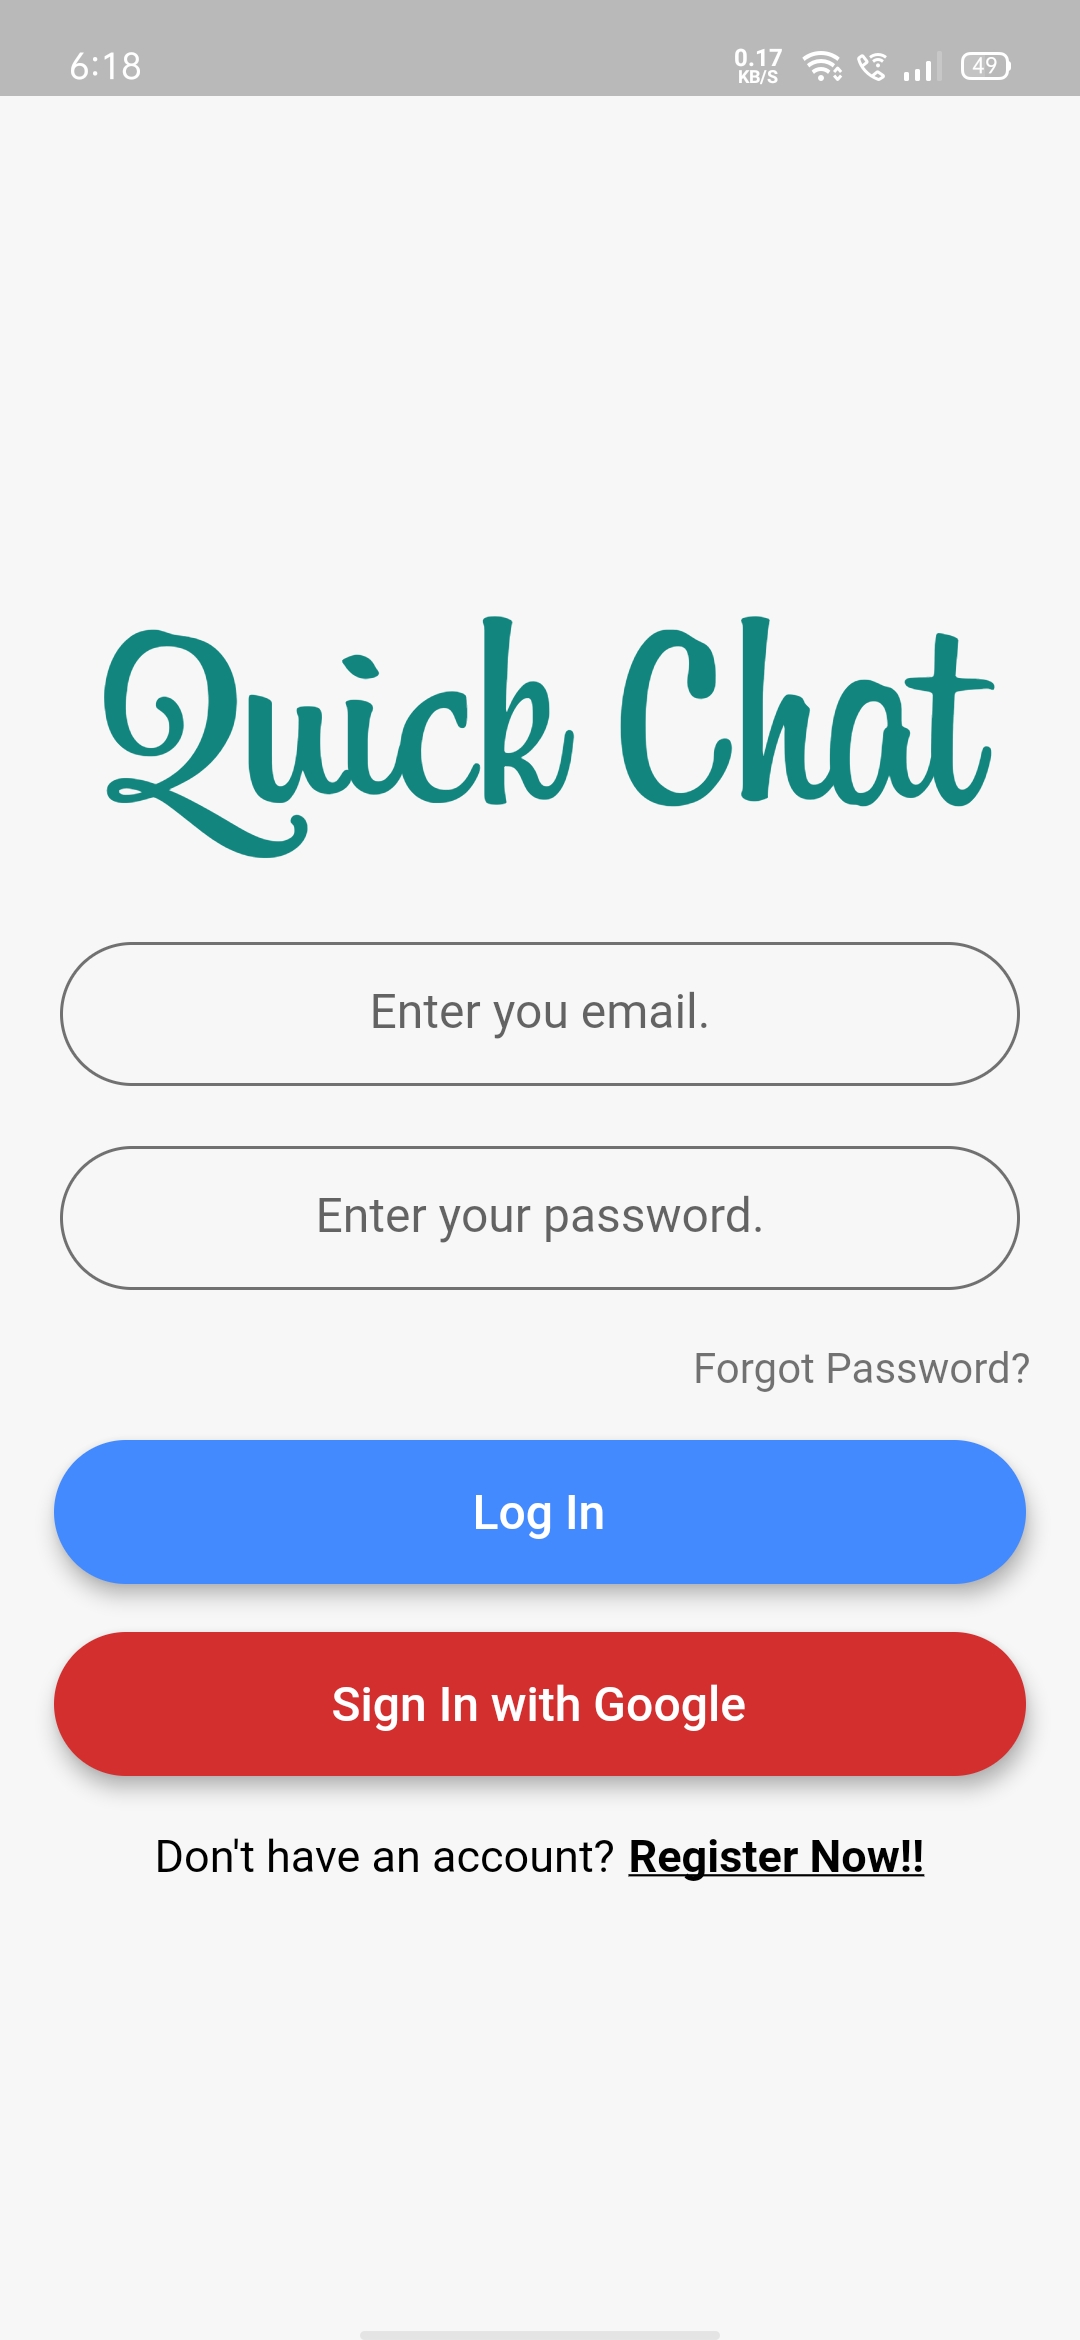 6:18
0.17
KB/S
49
Quick Chat
Enter you email.
Enter your password.
Forgot Password?
Log In
Sign In with Google
Don't have an account? Register Now!!